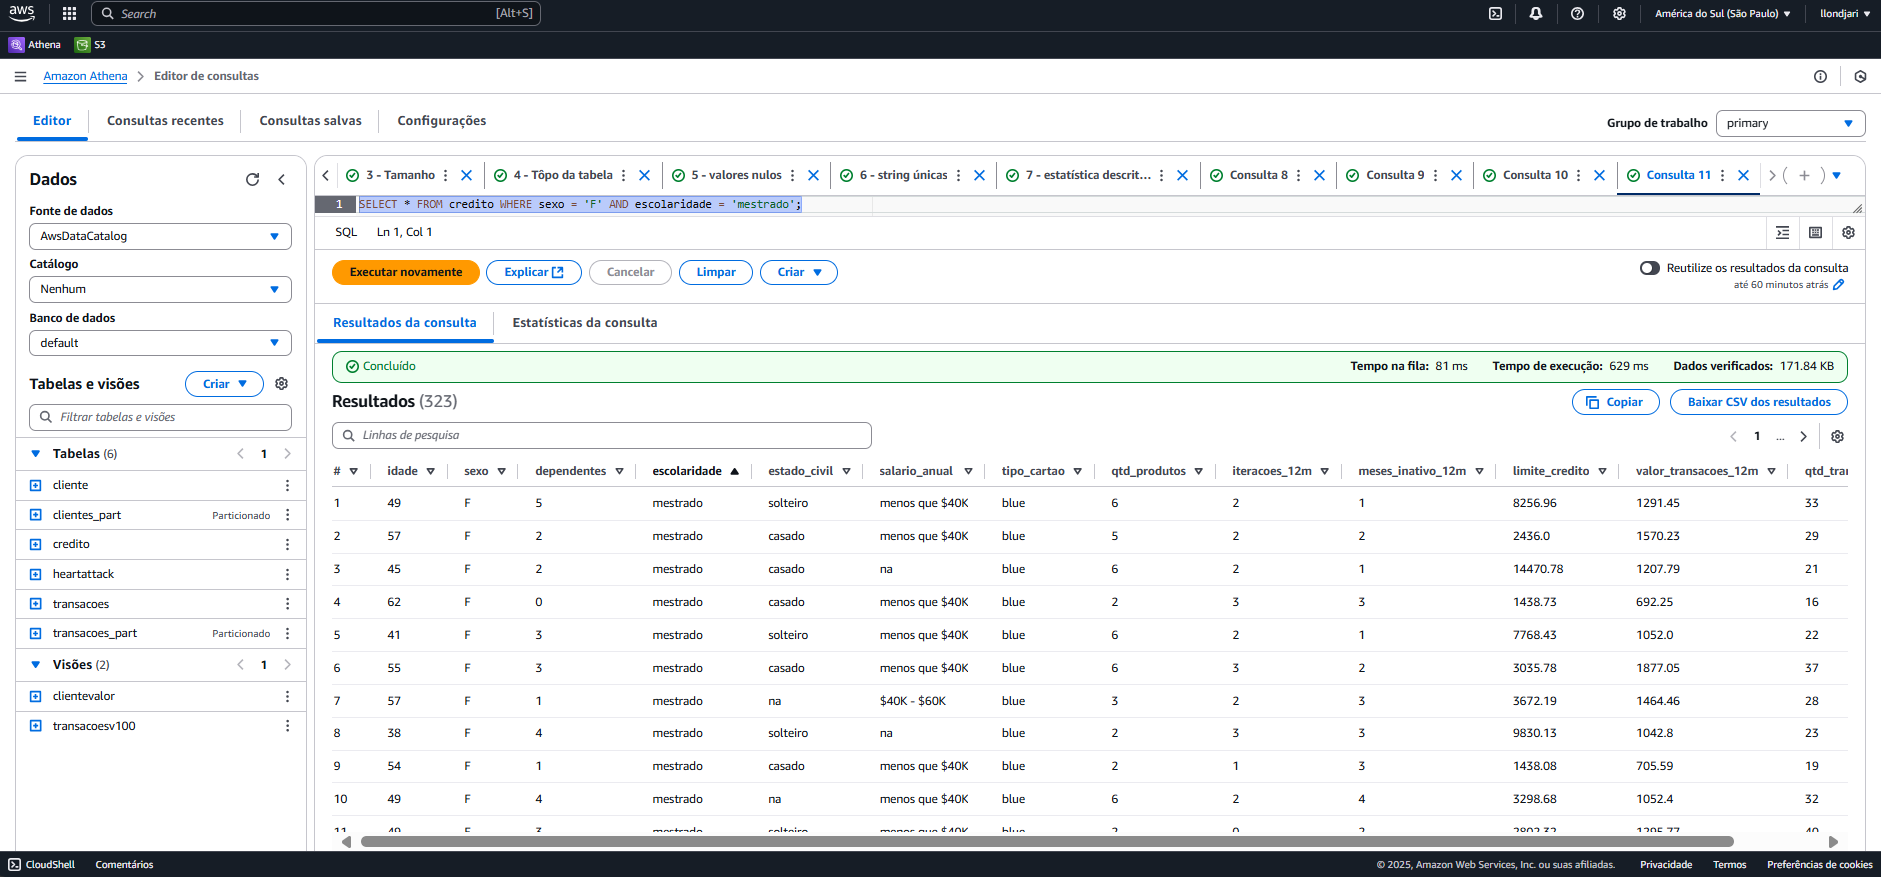 aws Search [Alt+S] América do Sul (São Paulo) llondjari
Athena S3
Amazon Athena Editor de consultas
Editor Consultas recentes Consultas salvas Configurações
Grupo de trabalho primary
Dados
Fonte de dados
AwsDataCatalog
Catálogo
Nenhum
Banco de dados
default
Tabelas e visões Criar
Filtrar tabelas e visões
Tabelas (6) 1
cliente
clientes_part Particionado
credito
heartattack
transacoes
transacoes_part Particionado
Visões (2) 1
clientevalor
transacoesv100
3 - Tamanho 4 - Tôpo da tabela 5 - valores nulos 6 - string únicas 7 - estatística descrit... Consulta 8 Consulta 9 Consulta 10 Consulta 11
1 SELECT * FROM credito WHERE sexo = 'F' AND escolaridade = 'mestrado';
SQL Ln 1, Col 1
Executar novamente Explicar Cancelar Limpar Criar
Reutilize os resultados da consulta
até 60 minutos atrás
Resultados da consulta Estatísticas da consulta
Concluído Tempo na fila: 81 ms Tempo de execução: 629 ms Dados verificados: 171.84 KB
Resultados (323) Copiar Baixar CSV dos resultados
Linhas de pesquisa 1 ...
# idade sexo dependentes escolaridade estado_civil salario_anual tipo_cartao qtd_produtos iteracoes_12m meses_inativo_12m limite_credito valor_transacoes_12m qtd_tra
1 49 F 5 mestrado solteiro menos que $40K blue 6 2 1 8256.96 1291.45 33
2 57 F 2 mestrado casado menos que $40K blue 5 2 2 2436.0 1570.23 29
3 45 F 2 mestrado casado na blue 6 2 1 14470.78 1207.79 21
4 62 F 0 mestrado casado menos que $40K blue 2 3 3 1438.73 692.25 16
5 41 F 3 mestrado solteiro menos que $40K blue 6 2 1 7768.43 1052.0 22
6 55 F 3 mestrado casado menos que $40K blue 6 3 2 3035.78 1877.05 37
7 57 F 1 mestrado na $40K - $60K blue 3 2 3 3672.19 1464.46 28
8 38 F 4 mestrado solteiro na blue 2 3 3 9830.13 1042.8 23
9 54 F 1 mestrado casado menos que $40K blue 2 1 3 1438.08 705.59 19
10 49 F 4 mestrado na menos que $40K blue 6 2 4 3298.68 1052.4 32
11 49 F 3 mestrado solteiro menos que $40K blue 2 0 2 2802.32 1295.77 40
CloudShell Comentários © 2025, Amazon Web Services, Inc. ou suas afiliadas. Privacidade Termos Preferências de cookies